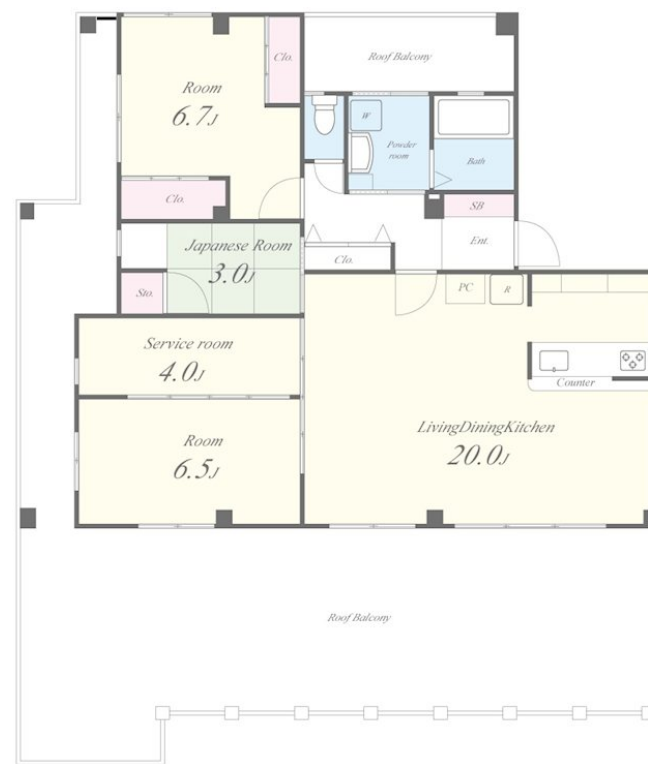 Roof Balcony
Clo.
Room
6.7J
W
Powder
room
Bath
Clo.
SB
Ent.
Japanese Room
3.0J
Clo.
Sto.
PC
R
Service room
4.0J
Counter
LivingDiningKitchen
20.0J
Room
6.5J
Roof Balcony